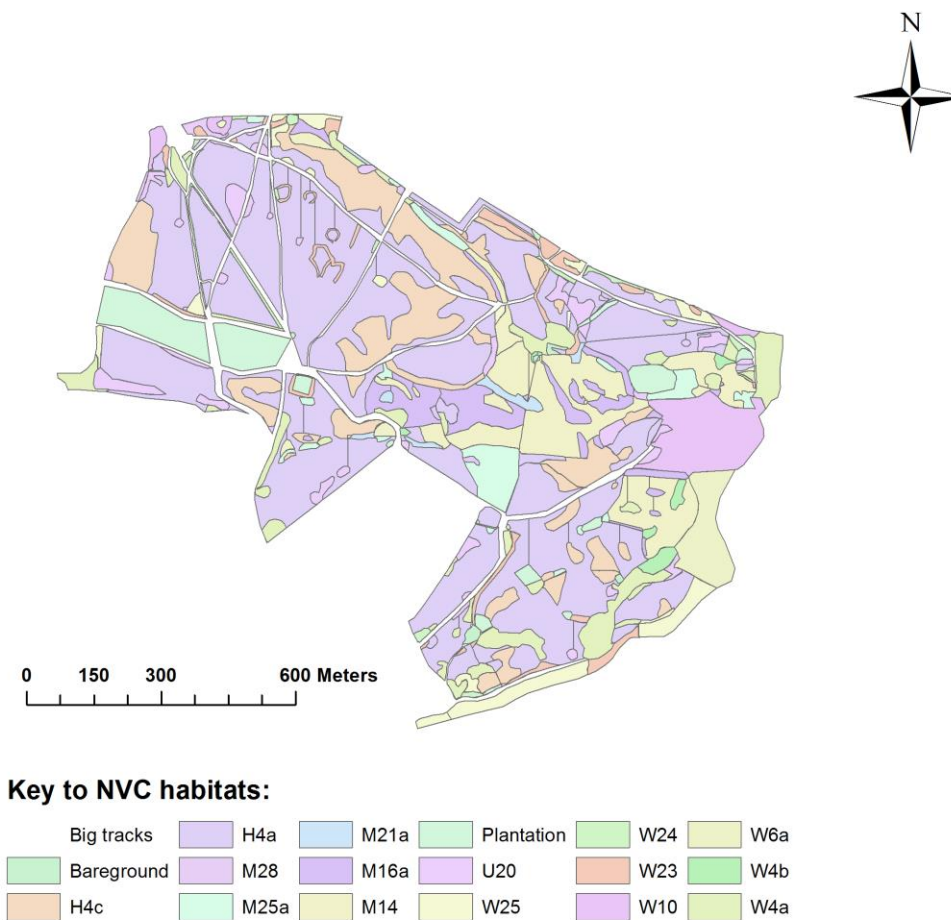 N
0 150 300 600 Meters
Key to NVC habitats:
Big tracks H4a M21a Plantation W24 W6a
Bareground M28 M16a U20 W23 W4b
H4c M25a M14 W25 W10 W4a